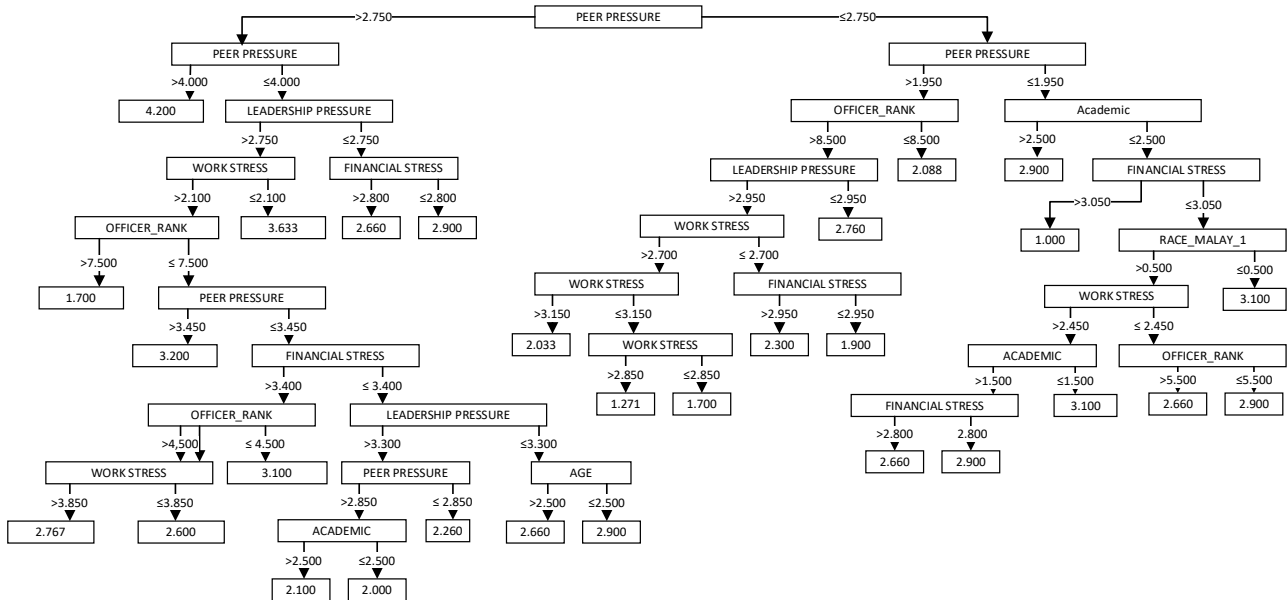 >2.750 PEER PRESSURE ≤2.750
PEER PRESSURE PEER PRESSURE
>4.000 ≤4.000 >1.950 ≤1.950
4.200 LEADERSHIP PRESSURE OFFICER_RANK Academic
>2.750 ≤2.750 >8.500 ≤8.500 >2.500 ≤2.500
WORK STRESS FINANCIAL STRESS LEADERSHIP PRESSURE 2.088 2.900 FINANCIAL STRESS
>2.100 ≤2.100 >2.800 ≤2.800 >2.950 ≤2.950 >3.050 ≤3.050
OFFICER_RANK 3.633 2.660 2.900 WORK STRESS 2.760 1.000 RACE_MALAY_1
>7.500 ≤ 7.500 >2.700 ≤ 2.700 >0.500 ≤0.500
1.700 PEER PRESSURE WORK STRESS FINANCIAL STRESS WORK STRESS 3.100
>3.450 ≤3.450 >3.150 ≤3.150 >2.950 ≤2.950 >2.450 ≤ 2.450
3.200 FINANCIAL STRESS 2.033 WORK STRESS 2.300 1.900 ACADEMIC OFFICER_RANK
>3.400 ≤ 3.400 >2.850 ≤2.850 >1.500 ≤1.500 >5.500 ≤5.500
OFFICER_RANK LEADERSHIP PRESSURE 1.271 1.700 FINANCIAL STRESS 3.100 2.660 2.900
>4,500 ≤ 4.500 >3.300 ≤3.300 >2.800 2.800
WORK STRESS 3.100 PEER PRESSURE AGE 2.660 2.900
>3.850 ≤3.850 >2.850 ≤ 2.850 >2.500 ≤2.500
2.767 2.600 ACADEMIC 2.260 2.660 2.900
>2.500 ≤2.500
2.100 2.000